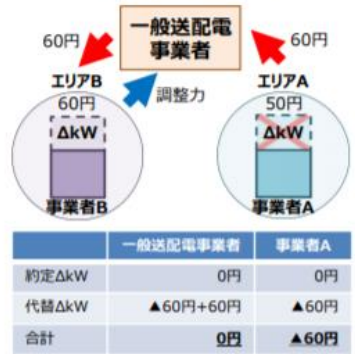 一般送配電
事業者
60円
60円
エリアB
エリアA
60円
調整力
50円
ΔkW
ΔkW
事業者B
事業者A
一般送配電事業者
事業者A
約定ΔkW
0円
0円
代替ΔkW
▲60円+60円
▲60円
合計
0円
▲60円